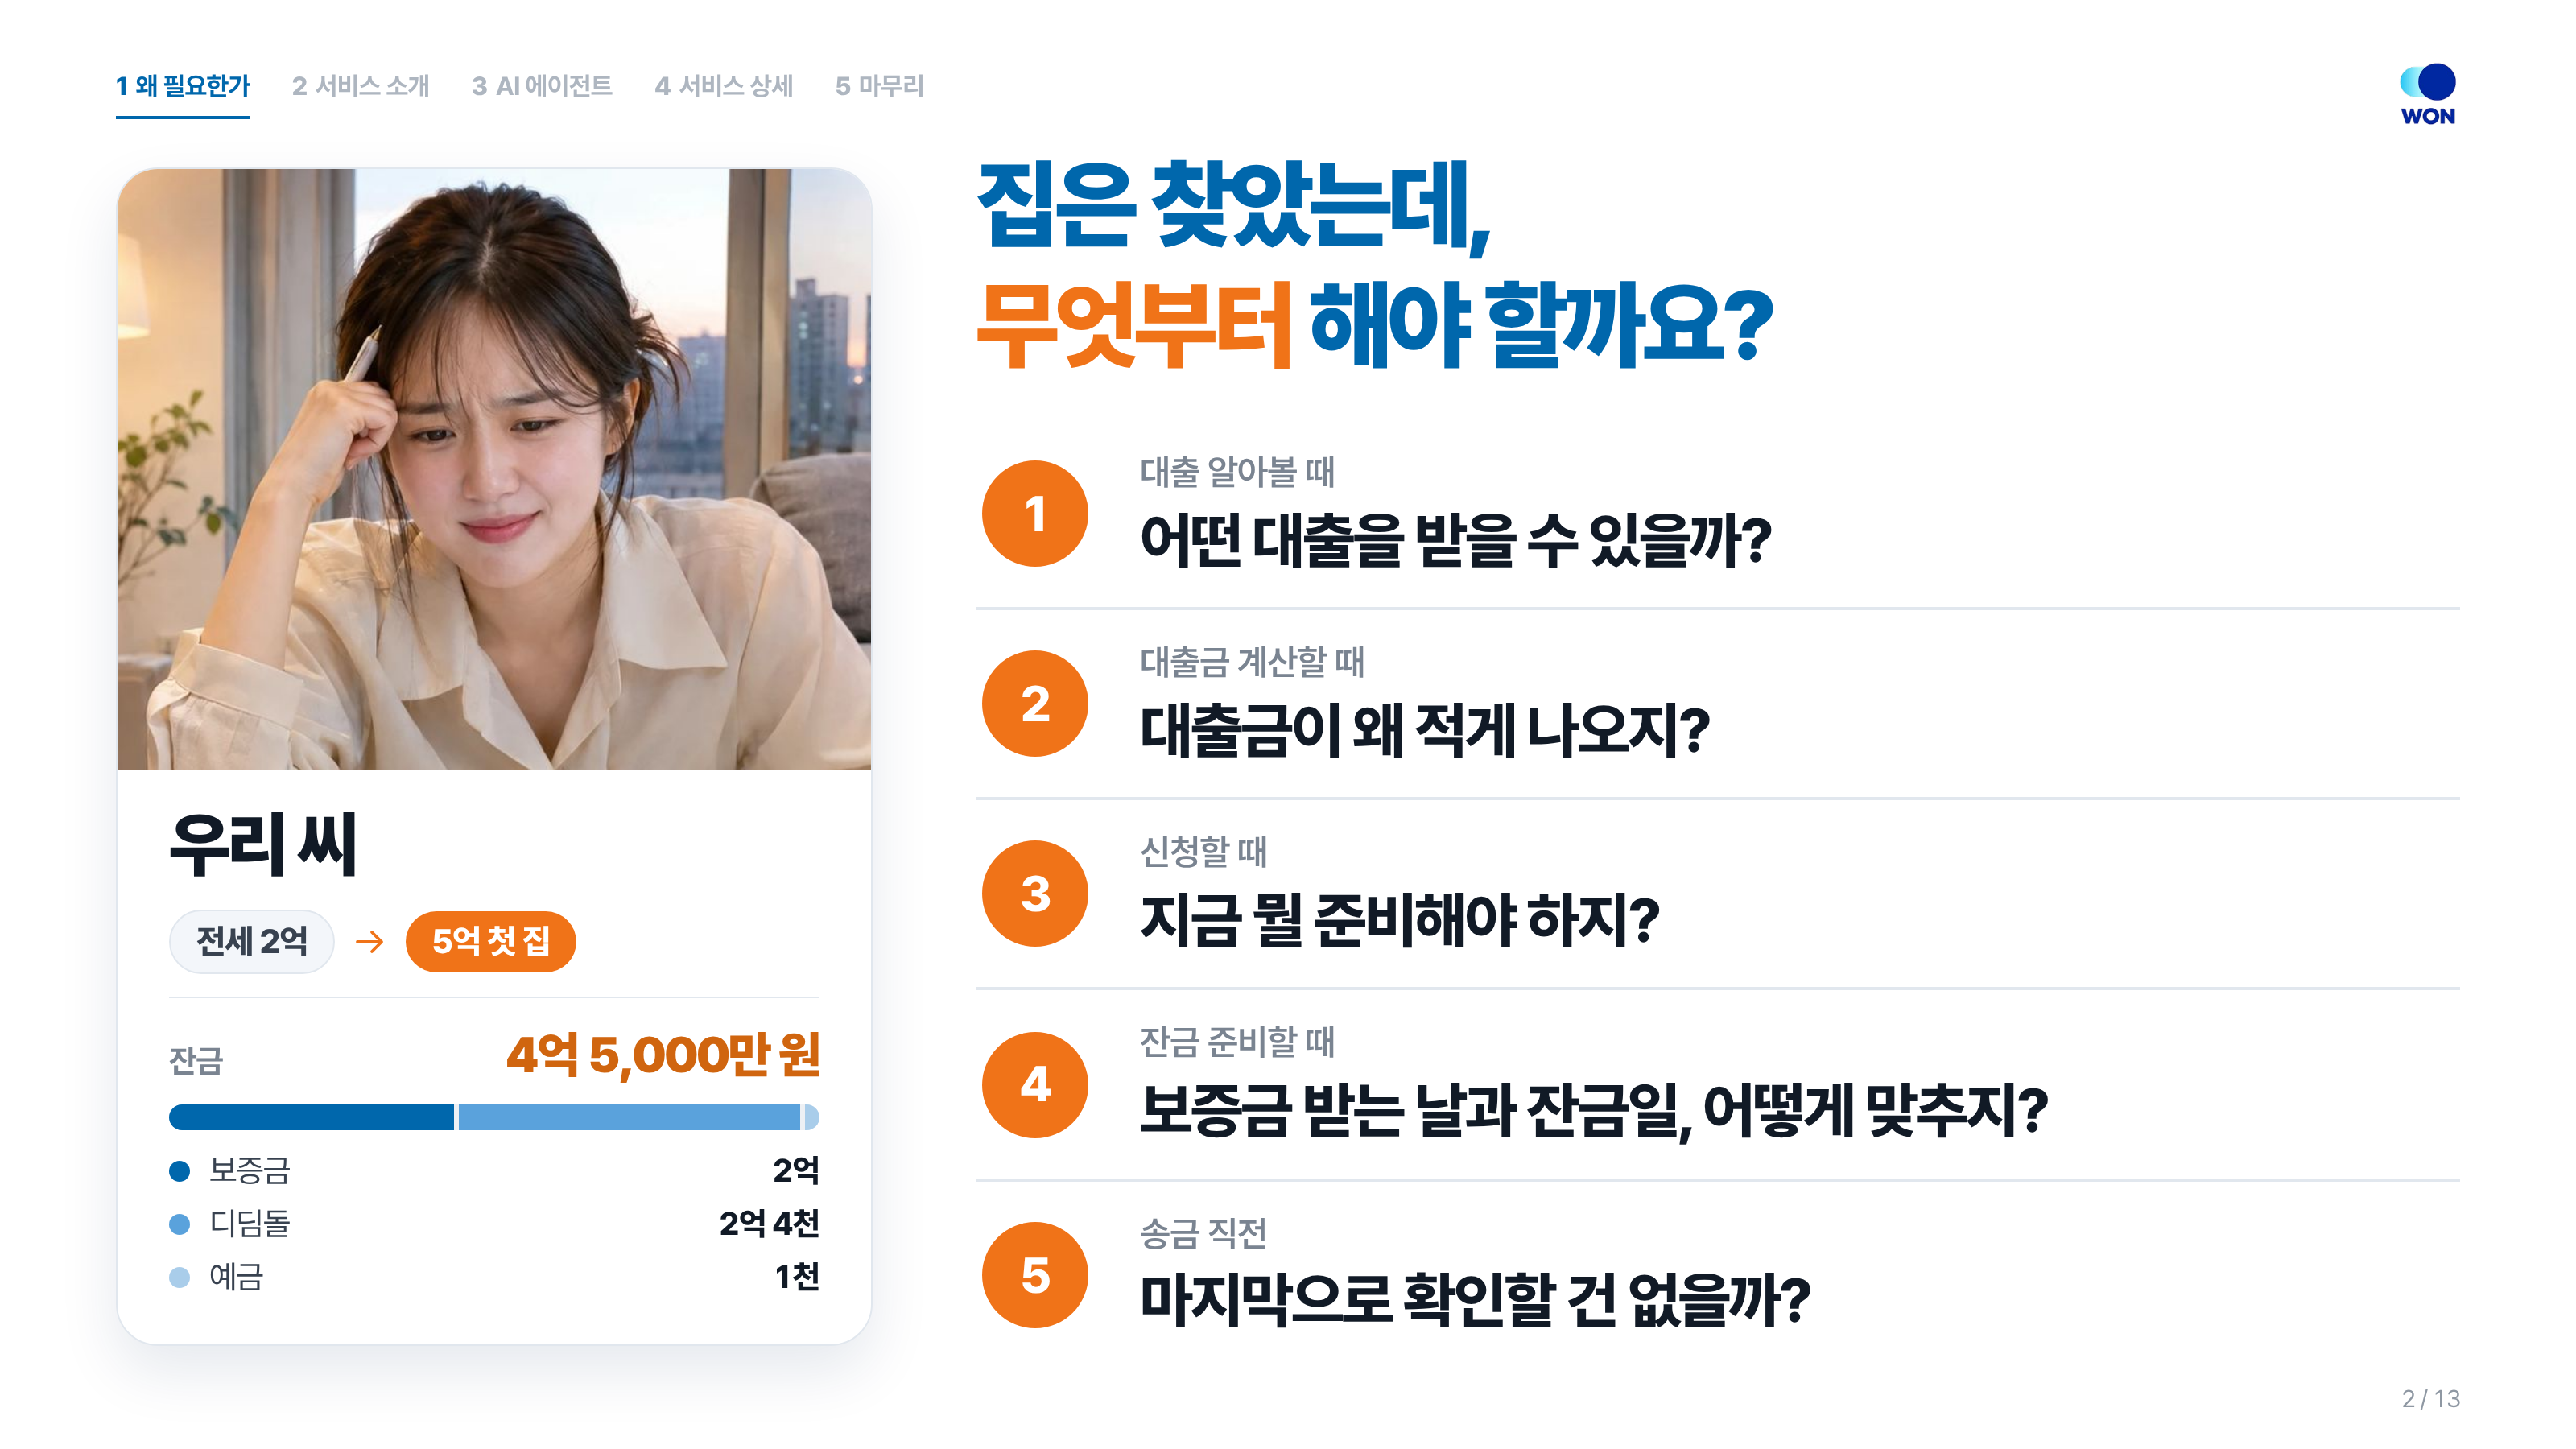 1 왜 필요한가 2 서비스 소개 3 AI 에이전트 4 서비스 상세 5 마무리
WON
집은 찾았는데,
무엇부터 해야 할까요?
우리 씨
전세 2억 → 5억 첫 집
잔금 4억 5,000만 원
보증금 2억
디딤돌 2억 4천
예금 1천
1 대출 알아볼 때
어떤 대출을 받을 수 있을까?
2 대출금 계산할 때
대출금이 왜 적게 나오지?
3 신청할 때
지금 뭘 준비해야 하지?
4 잔금 준비할 때
보증금 받는 날과 잔금일, 어떻게 맞추지?
5 송금 직전
마지막으로 확인할 건 없을까?
2 / 13